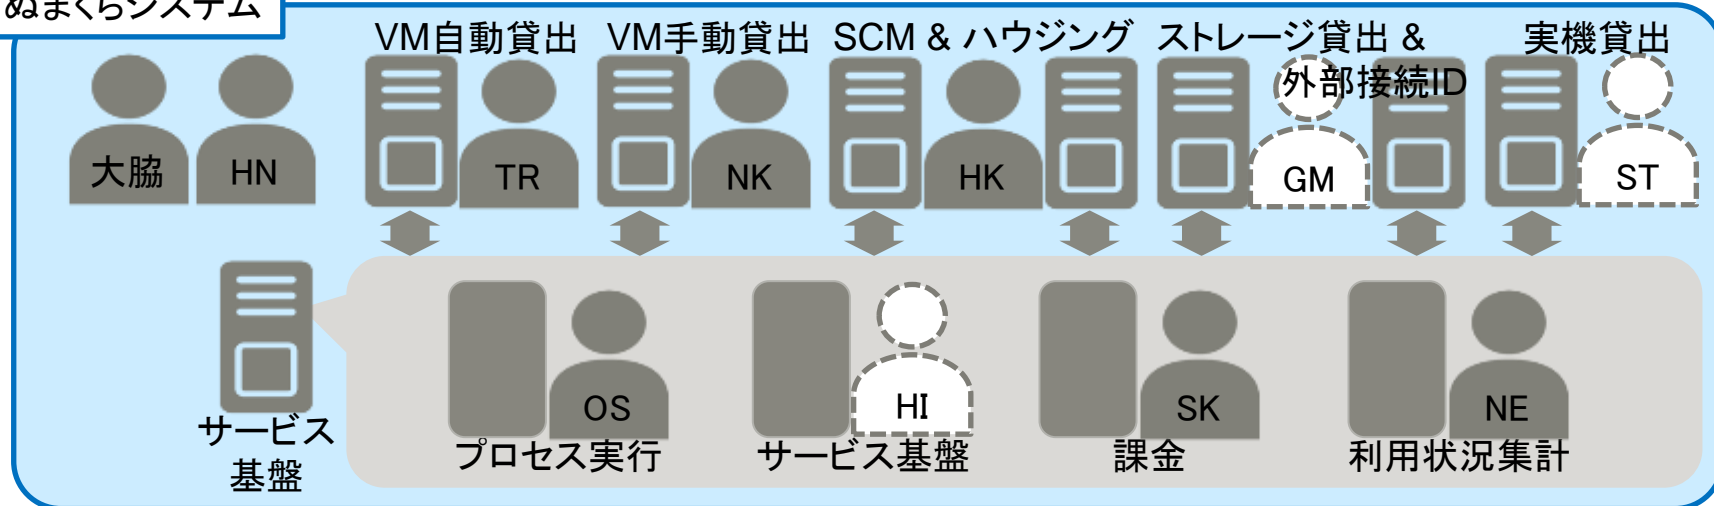 ぬまくらシステム
VM自動貸出
VM手動貸出
SCM & ハウジング
ストレージ貸出 &
外部接続ID
実機貸出
大脇
HN
TR
NK
HK
GM
ST
サービス
基盤
OS
プロセス実行
HI
サービス基盤
SK
課金
NE
利用状況集計